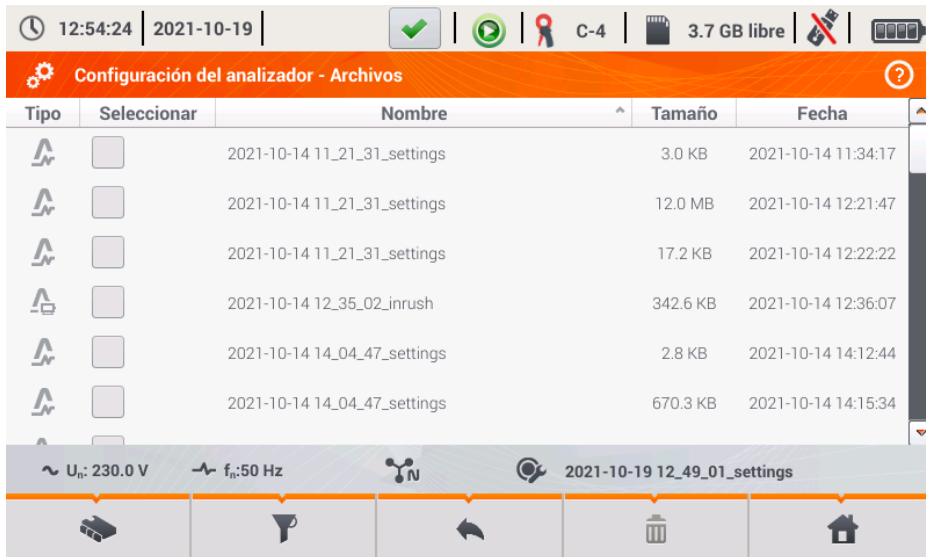 12:54:24 2021-10-19 C-4 3.7 GB libre
Configuración del analizador - Archivos ?
Tipo Seleccionar Nombre Tamaño Fecha
2021-10-14 11_21_31_settings 3.0 KB 2021-10-14 11:34:17
2021-10-14 11_21_31_settings 12.0 MB 2021-10-14 12:21:47
2021-10-14 11_21_31_settings 17.2 KB 2021-10-14 12:22:22
2021-10-14 12_35_02_inrush 342.6 KB 2021-10-14 12:36:07
2021-10-14 14_04_47_settings 2.8 KB 2021-10-14 14:12:44
2021-10-14 14_04_47_settings 670.3 KB 2021-10-14 14:15:34
Un: 230.0 V fn:50 Hz N 2021-10-19 12_49_01_settings